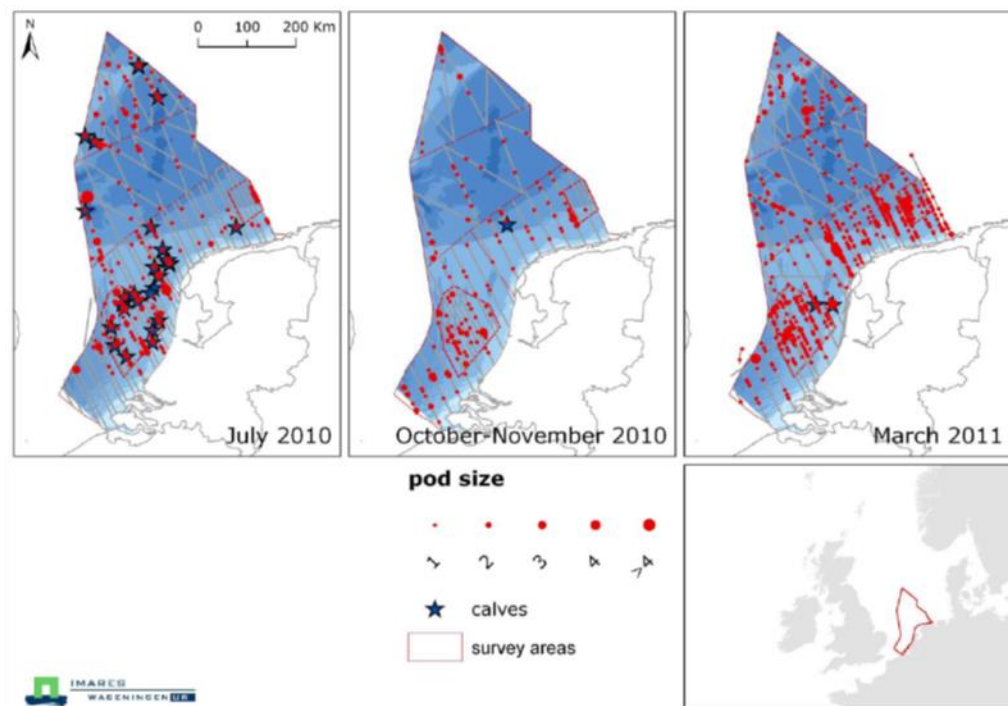 N
0 100 200 Km
July 2010
October-November 2010
March 2011
pod size
1 2 3 4 >4
calves
survey areas
IMARES
WAGENINGEN UR